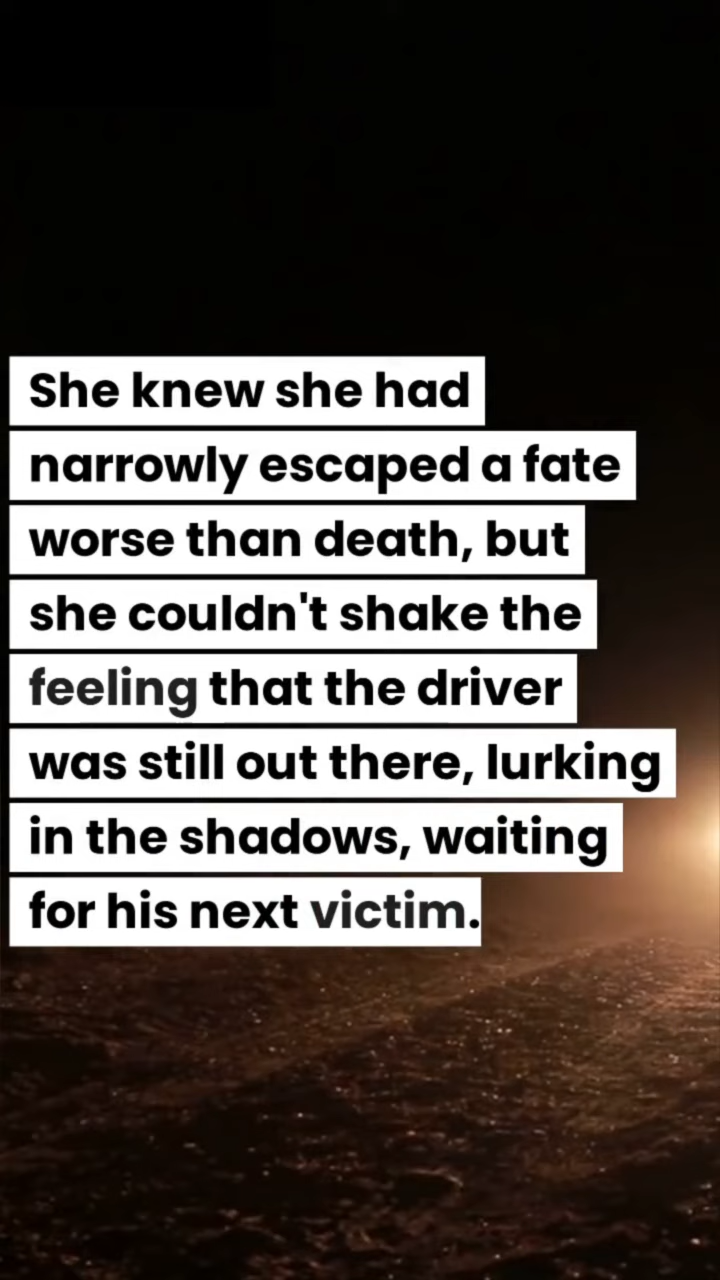 She knew she had
narrowly escaped a fate
worse than death, but
she couldn't shake the
feeling that the driver
was still out there, lurking
in the shadows, waiting
for his next victim.